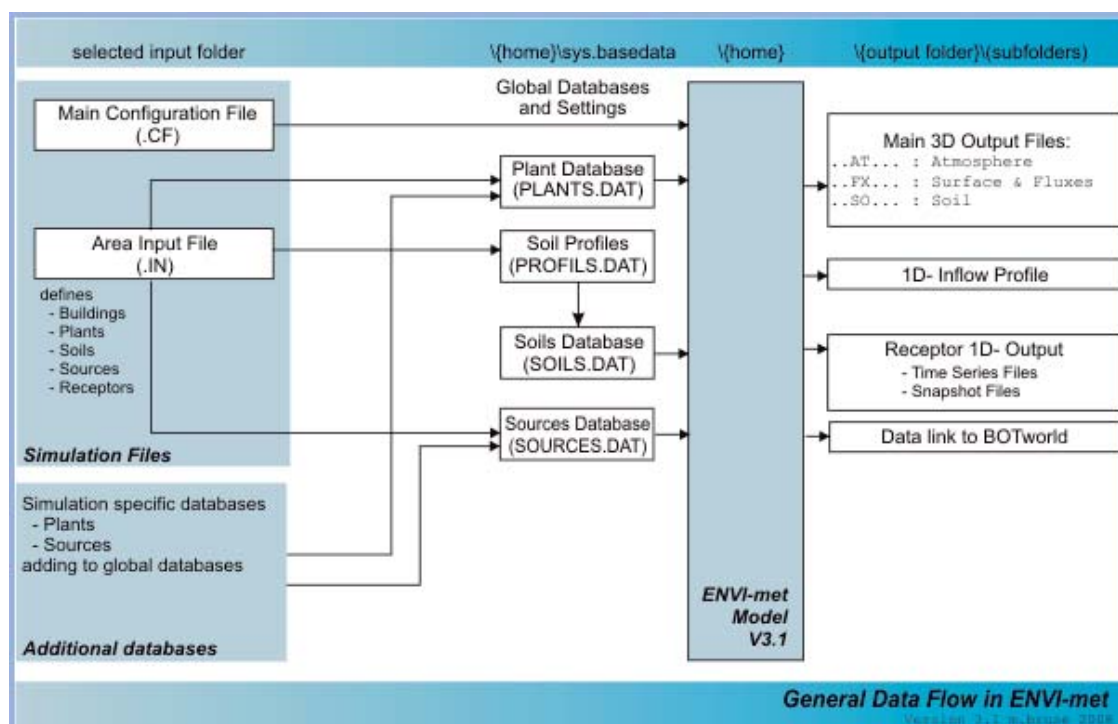 selected input folder
\{home}\sys.basedata
\{home}
\{output folder}\(subfolders)
Main Configuration File
(.CF)
Area Input File
(.IN)
defines
- Buildings
- Plants
- Soils
- Sources
- Receptors
Simulation Files
Simulation specific databases
- Plants
- Sources
adding to global databases
Additional databases
Global Databases
and Settings
Plant Database
(PLANTS.DAT)
Soil Profiles
(PROFILS.DAT)
Soils Database
(SOILS.DAT)
Sources Database
(SOURCES.DAT)
ENVI-met
Model
V3.1
Main 3D Output Files:
..AT... : Atmosphere
..FX... : Surface & Fluxes
..SO... : Soil
1D- Inflow Profile
Receptor 1D- Output
- Time Series Files
- Snapshot Files
Data link to BOTworld
General Data Flow in ENVI-met